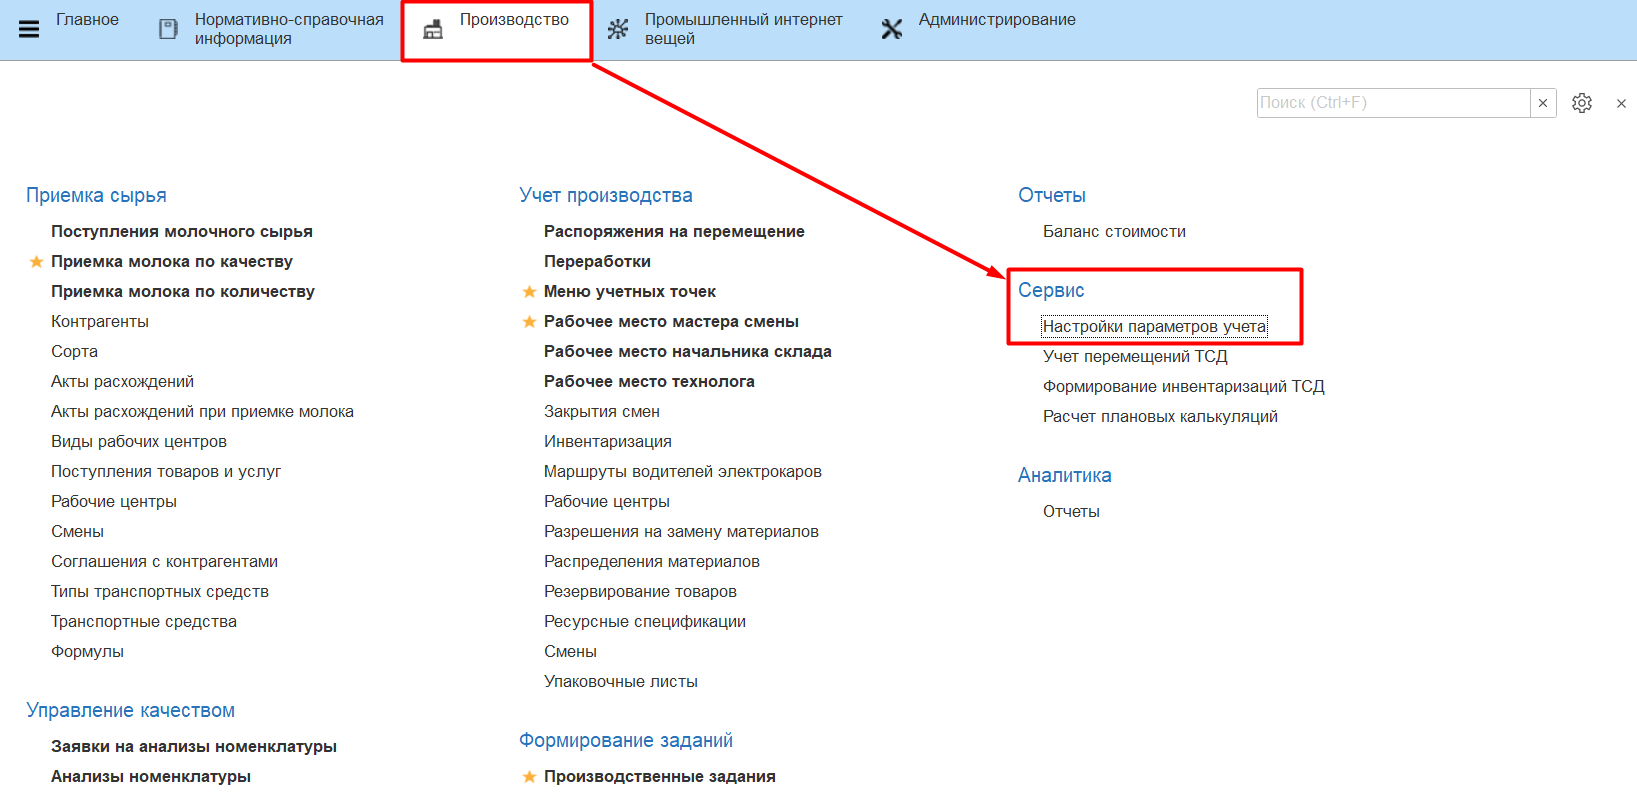 Главное
Нормативно-справочная
информация
Производство
Промышленный интернет
вещей
Администрирование
Поиск (Ctrl+F)
Приемка сырья
Поступления молочного сырья
Приемка молока по качеству
Приемка молока по количеству
Контрагенты
Сорта
Акты расхождений
Акты расхождений при приемке молока
Виды рабочих центров
Поступления товаров и услуг
Рабочие центры
Смены
Соглашения с контрагентами
Типы транспортных средств
Транспортные средства
Формулы
Управление качеством
Заявки на анализы номенклатуры
Анализы номенклатуры
Учет производства
Распоряжения на перемещение
Переработки
Меню учетных точек
Рабочее место мастера смены
Рабочее место начальника склада
Рабочее место технолога
Закрытия смен
Инвентаризация
Маршруты водителей электрокаров
Рабочие центры
Разрешения на замену материалов
Распределения материалов
Резервирование товаров
Ресурсные спецификации
Смены
Упаковочные листы
Формирование заданий
Производственные задания
Отчеты
Баланс стоимости
Сервис
Настройки параметров учета
Учет перемещений ТСД
Формирование инвентаризаций ТСД
Расчет плановых калькуляций
Аналитика
Отчеты